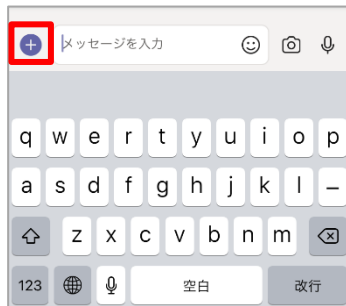 メッセージを入力
q w e r t y u i o p
a s d f g h j k l –
z x c v b n m
123 空白 改行